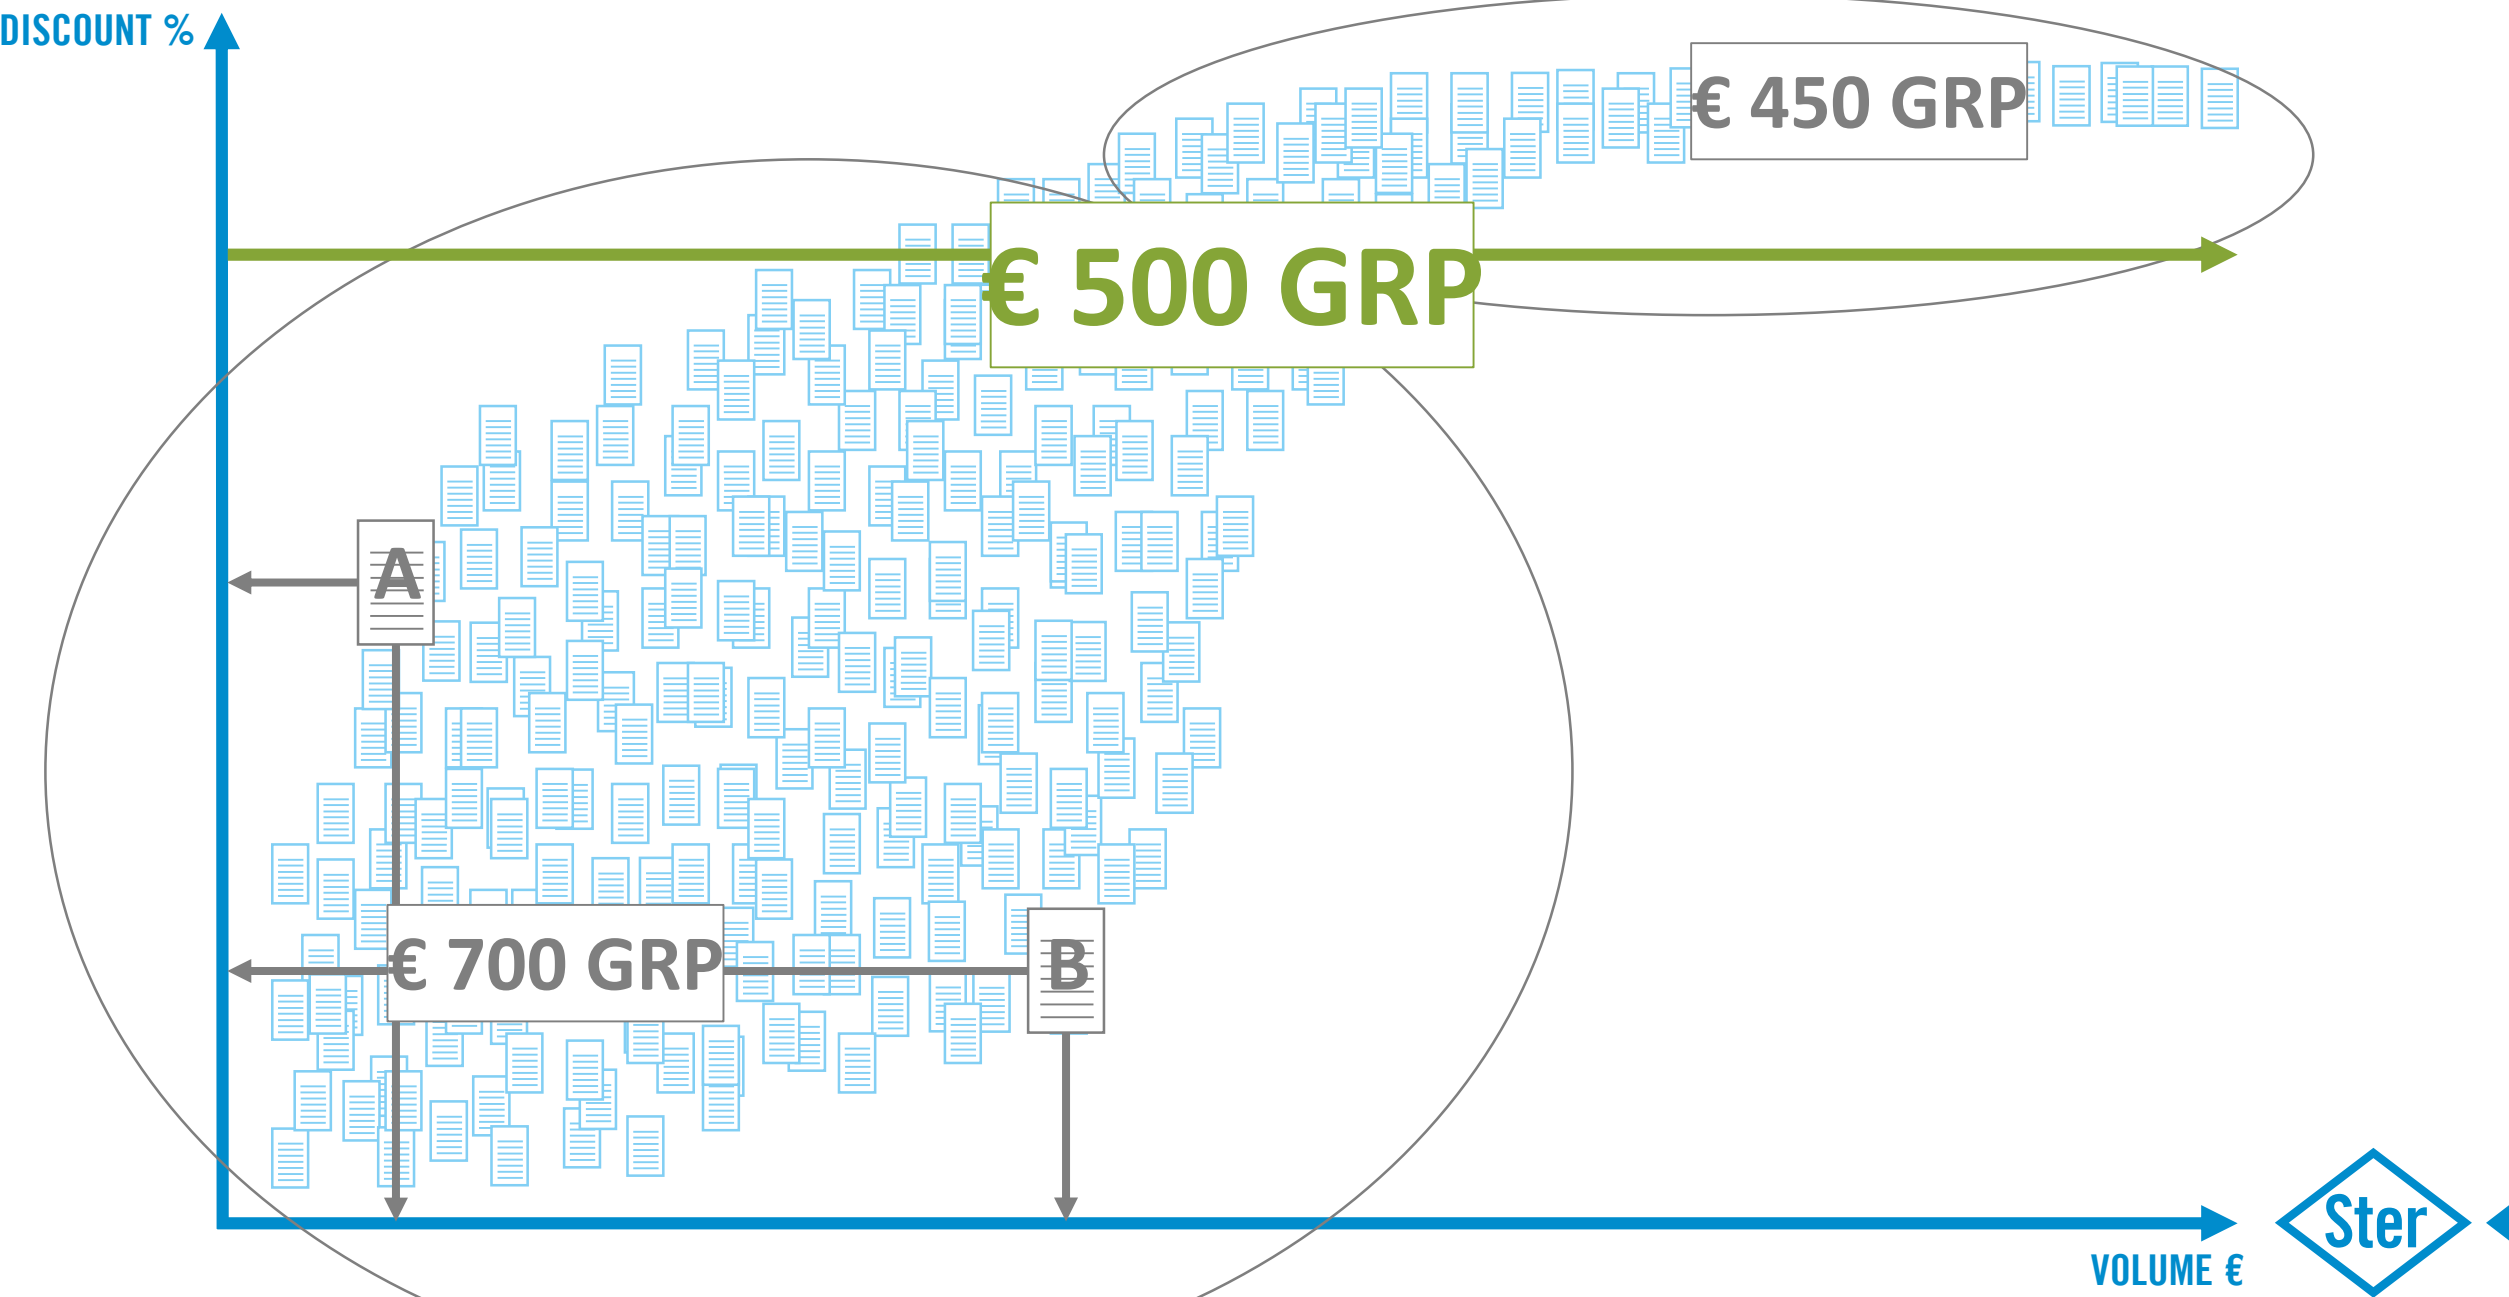 DISCOUNT %
€ 450 GRP
€ 500 GRP
A
€ 700 GRP
B
Ster
VOLUME €